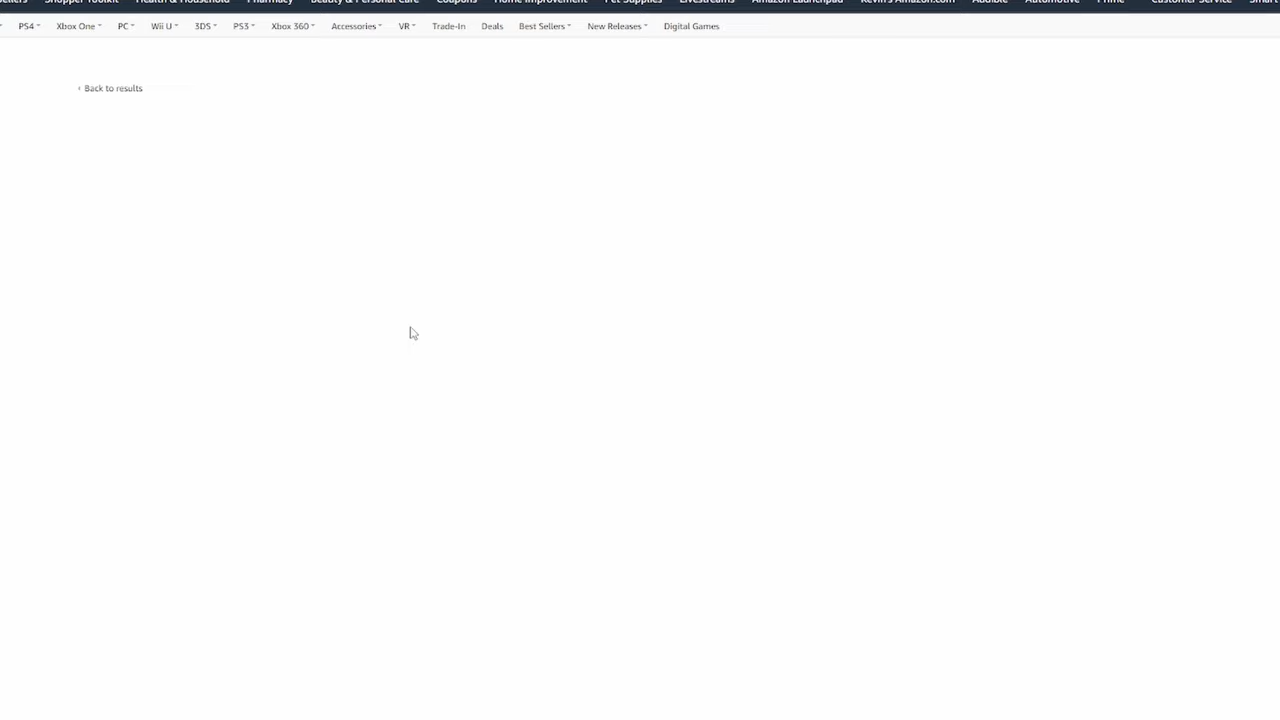 Shopper Toolkit Health & Household Pharmacy Beauty & Personal Care Coupons Home Improvement Pet Supplies Livestreams Amazon Launchpad Kevin's Amazon.com Audible Automotive Prime Customer Service Smart
PS4 Xbox One PC Wii U 3DS PS3 Xbox 360 Accessories VR Trade-In Deals Best Sellers New Releases Digital Games
‹ Back to results